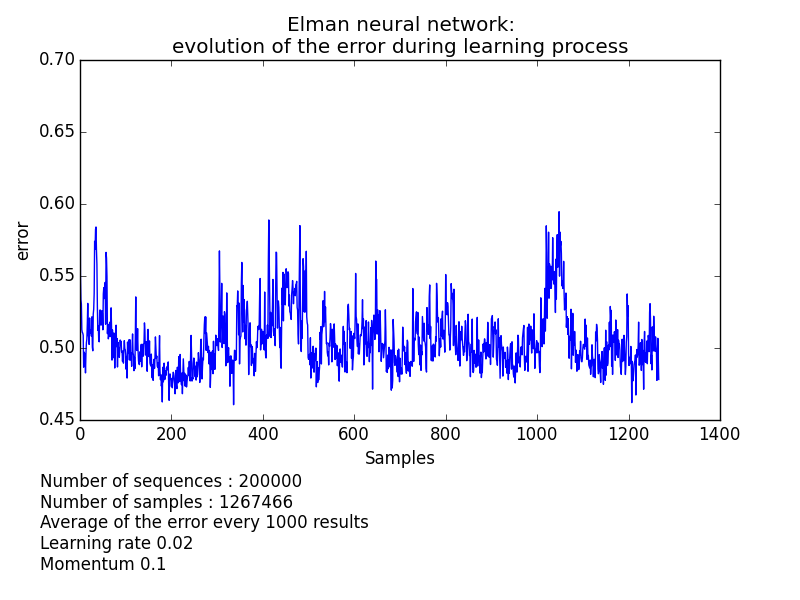 Elman neural network:
evolution of the error during learning process
0.70
0.65
0.60
0.55
0.50
0.45
error
0 200 400 600 800 1000 1200 1400
Samples
Number of sequences : 200000
Number of samples : 1267466
Average of the error every 1000 results
Learning rate 0.02
Momentum 0.1